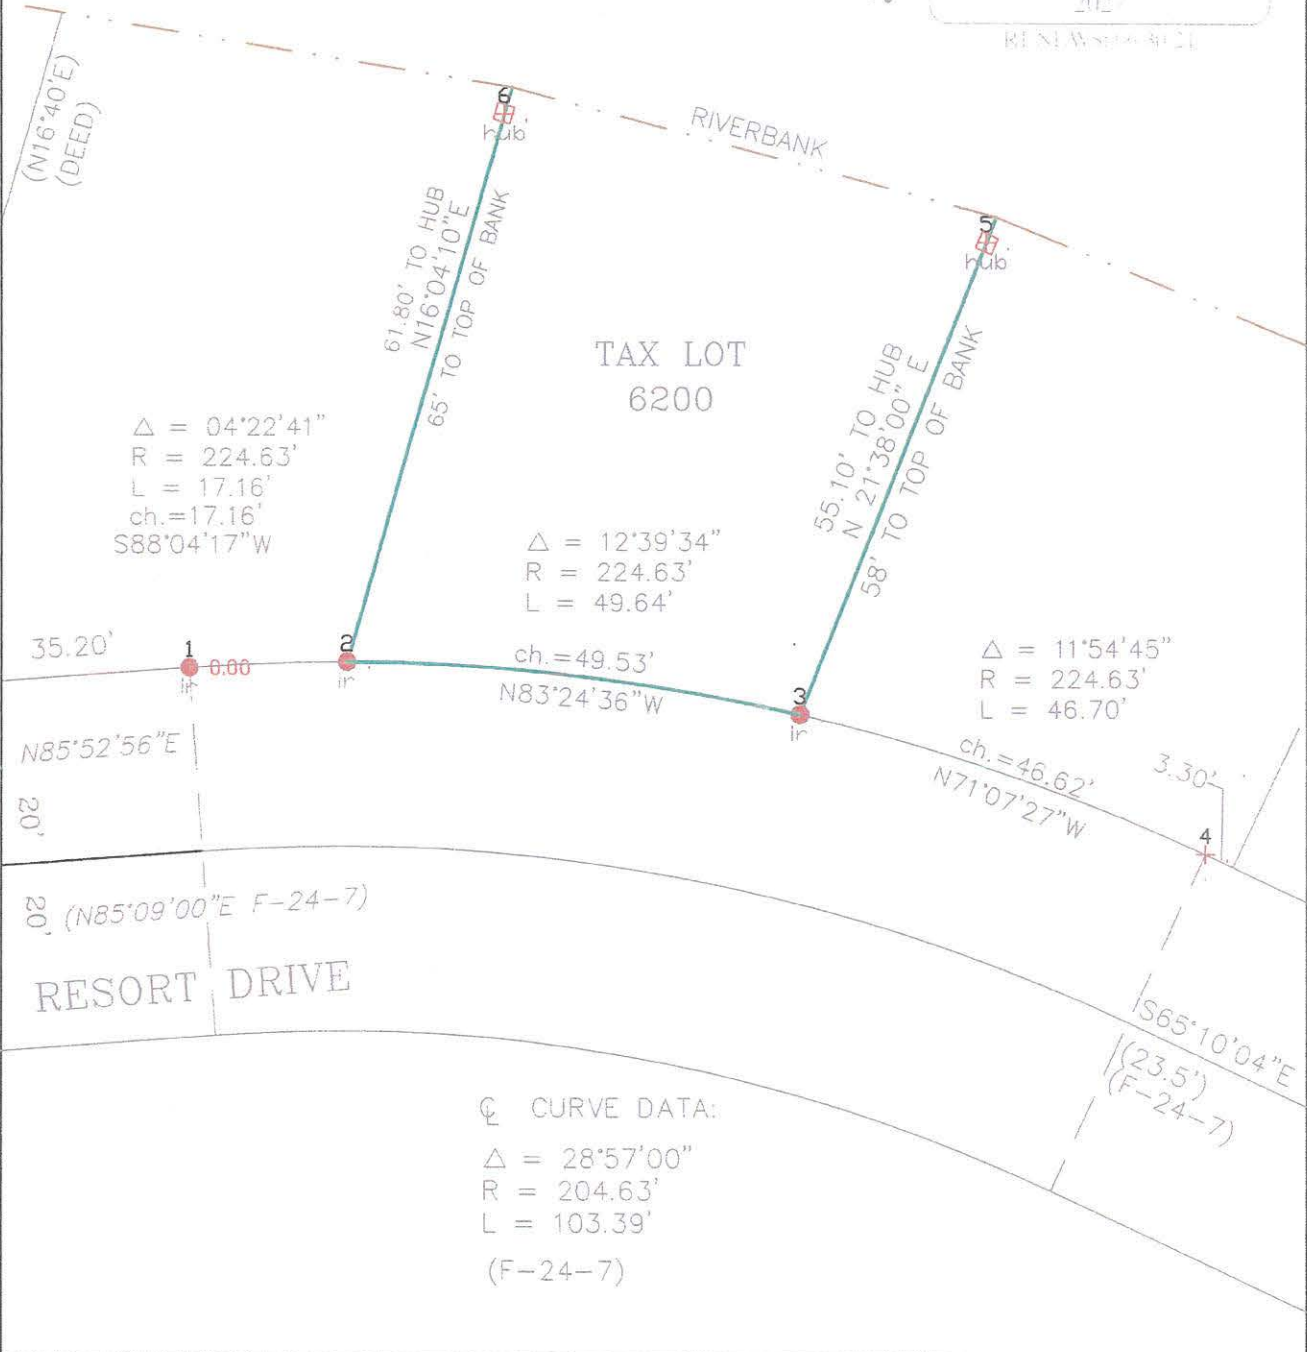 (N16°40'E)
(DEED)
6
hub
RIVERBANK
5
hub
61.80' TO HUB
N16°04'10"E
65' TO TOP OF BANK
TAX LOT
6200
55.10' TO HUB
N 21°38'00" E
58' TO TOP OF BANK
△ = 04°22'41"
R = 224.63'
L = 17.16'
ch.=17.16'
S88°04'17"W
△ = 12°39'34"
R = 224.63'
L = 49.64'
ch.=49.53'
N83°24'36"W
△ = 11°54'45"
R = 224.63'
L = 46.70'
ch.=46.62'
N71°07'27"W
3.30'
35.20'
1
0.00
ir
2
ir
3
ir
4
N85°52'56"E
20'
20'
(N85°09'00"E F-24-7)
RESORT DRIVE
S65°10'04"E
(23.5')
(F-24-7)
℄ CURVE DATA:
△ = 28°57'00"
R = 204.63'
L = 103.39'
(F-24-7)